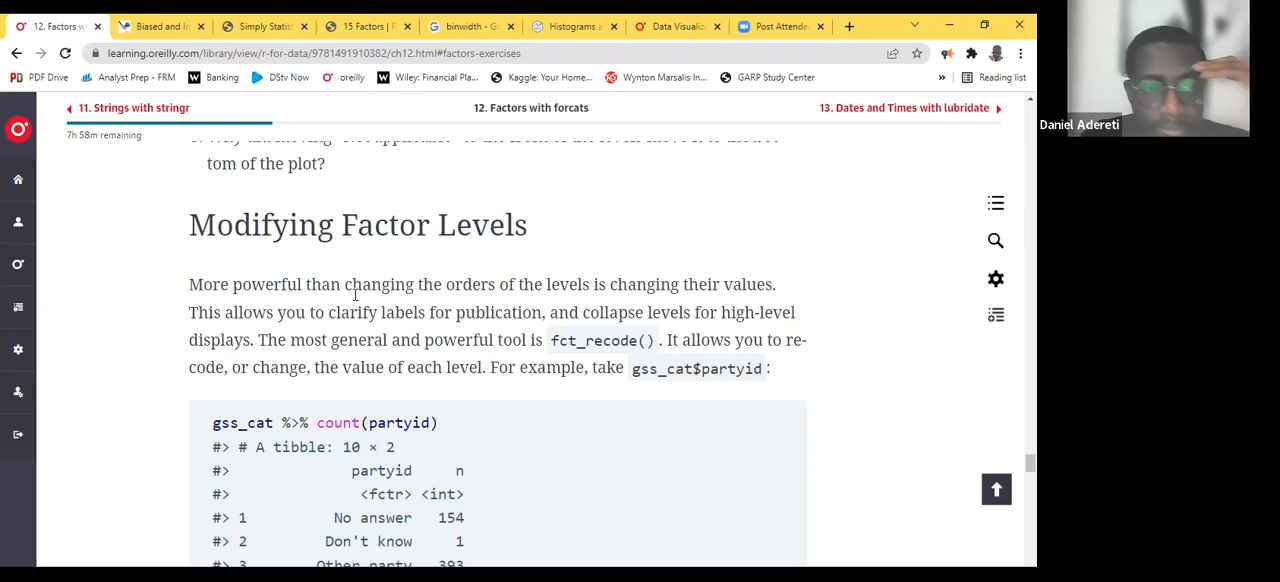 12. Factors w
Biased and In
Simply Statist
15 Factors | R
binwidth - Go
Histograms a
Data Visualiz
Post Attende
learning.oreilly.com/library/view/r-for-data/9781491910382/ch12.html#factors-exercises
PDF Drive
Analyst Prep - FRM
Banking
DStv Now
oreilly
Wiley: Financial Pla...
Kaggle: Your Home...
Wynton Marsalis In...
GARP Study Center
»
Reading list
Daniel Adereti
11. Strings with stringr
12. Factors with forcats
13. Dates and Times with lubridate
7h 58m remaining
tom of the plot?
Modifying Factor Levels
More powerful than changing the orders of the levels is changing their values.
This allows you to clarify labels for publication, and collapse levels for high-level
displays. The most general and powerful tool is fct_recode(). It allows you to re-
code, or change, the value of each level. For example, take gss_cat$partyid:
gss_cat %>% count(partyid)
#> # A tibble: 10 × 2
#> partyid n
#> <fctr> <int>
#> 1 No answer 154
#> 2 Don't know 1
#> 3 Other party 393